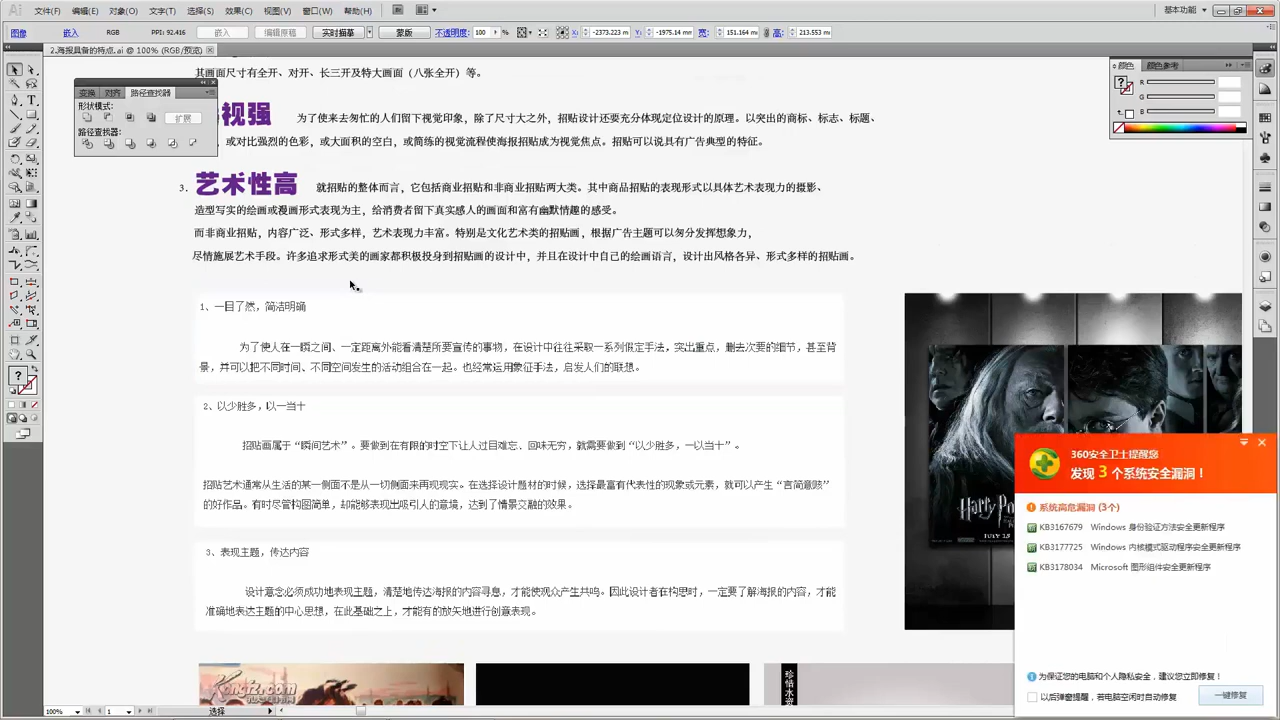 文件(F) 编辑(E) 对象(O) 文字(T) 选择(S) 效果(C) 视图(V) 窗口(W) 帮助(H) 基本功能
图像 嵌入 RGB PPI: 92.416 嵌入 编辑原稿 实时描摹 蒙版 不透明度: 100 % X: -2373.223 m Y: -1975.14 mm 宽: 151.164 m 高: 213.553 m
2.海报具备的特点.ai @ 100% (RGB/预览)
变换 对齐 路径查找器
形状模式:
扩展
路径查找器:
颜色 颜色参考
R
G
B
其画面尺寸有全开、对开、长三开及特大画面（八张全开）等。
视强 为了使来去匆忙的人们留下视觉印象，除了尺寸大之外，招贴设计还要充分体现定位设计的原理。以突出的商标、标志、标题、
或对比强烈的色彩，或大面积的空白，或简练的视觉流程使海报招贴成为视觉焦点。招贴可以说具有广告典型的特征。
3. 艺术性高 就招贴的整体而言，它包括商业招贴和非商业招贴两大类。其中商品招贴的表现形式以具体艺术表现力的摄影、
造型写实的绘画或漫画形式表现为主，给消费者留下真实感人的画面和富有幽默情趣的感受。
而非商业招贴，内容广泛、形式多样，艺术表现力丰富。特别是文化艺术类的招贴画，根据广告主题可以匆分发挥想象力，
尽情施展艺术手段。许多追求形式美的画家都积极投身到招贴画的设计中，并且在设计中自己的绘画语言，设计出风格各异、形式多样的招贴画。
1、一目了然，简洁明确
为了使人在一瞬之间、一定距离外能看清楚所要宣传的事物，在设计中往往采取一系列假定手法，突出重点，删去次要的细节，甚至背
景，并可以把不同时间、不同空间发生的活动组合在一起。也经常运用象征手法，启发人们的联想。
2、以少胜多，以一当十
招贴画属于“瞬间艺术”。要做到在有限的时空下让人过目难忘、回味无穷，就需要做到“以少胜多，一以当十”。
招贴艺术通常从生活的某一侧面不是从一切侧面来再现现实。在选择设计题材的时候，选择最富有代表性的现象或元素，就可以产生“言简意赅”
的好作品。有时尽管构图简单，却能够表现出吸引人的意境，达到了情景交融的效果。
3、表现主题，传达内容
设计意念必须成功地表现主题，清楚地传达海报的内容寻息，才能使观众产生共鸣。因此设计者在构思时，一定要了解海报的内容，才能
准确地表达主题的中心思想，在此基础之上，才能有的放矢地进行创意表现。
Harry Po
JULY 15
360安全卫士提醒您
发现 3 个系统安全漏洞！
系统高危漏洞 (3个)
KB3167679 Windows 身份验证方法安全更新程序
KB3177725 Windows 内核模式驱动程序安全更新程序
KB3178034 Microsoft 图形组件安全更新程序
为保证您的电脑和个人隐私安全，建议您立即修复！
以后弹窗提醒，若电脑空闲时自动修复 一键修复
Kongfz.com
珍惜水
100% 1 选择